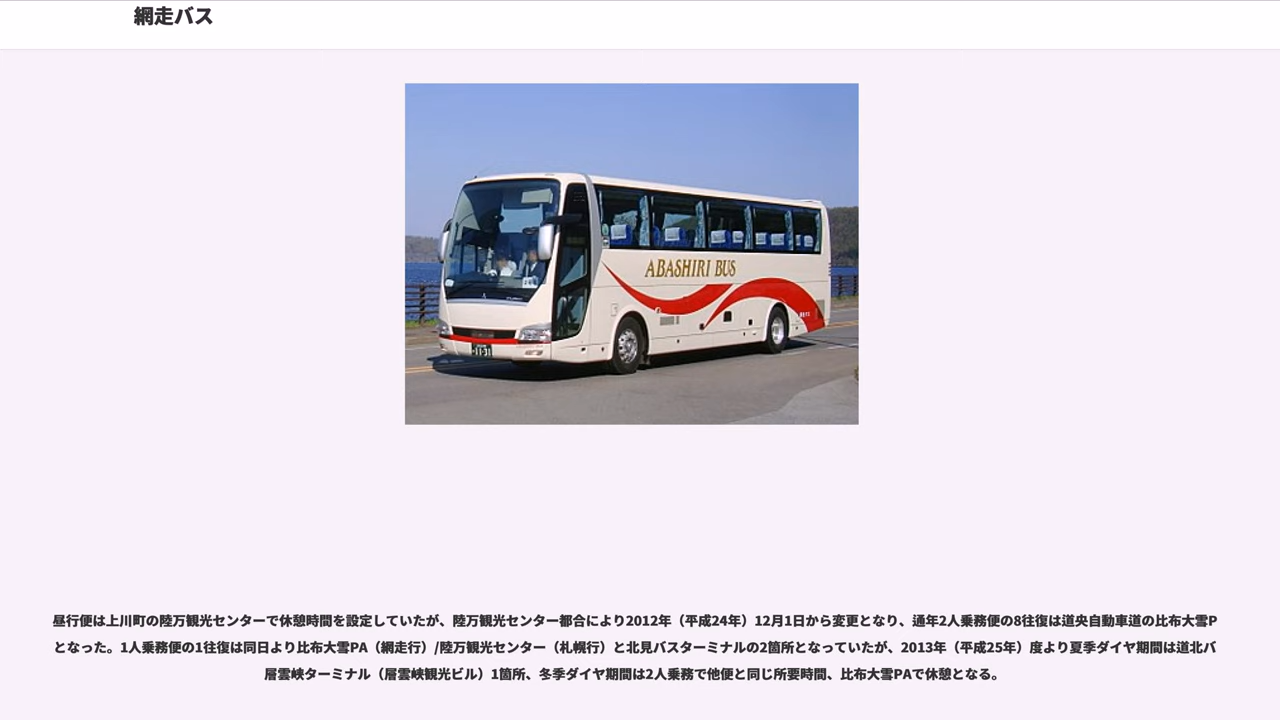 網走バス
ABASHIRI BUS
昼行便は上川町の陸万観光センターで休憩時間を設定していたが、陸万観光センター都合により2012年（平成24年）12月1日から変更となり、通年2人乗務便の8往復は道央自動車道の比布大雪P
となった。1人乗務便の1往復は同日より比布大雪PA（網走行）/陸万観光センター（札幌行）と北見バスターミナルの2箇所となっていたが、2013年（平成25年）度より夏季ダイヤ期間は道北バ
層雲峡ターミナル（層雲峡観光ビル）1箇所、冬季ダイヤ期間は2人乗務で他便と同じ所要時間、比布大雪PAで休憩となる。